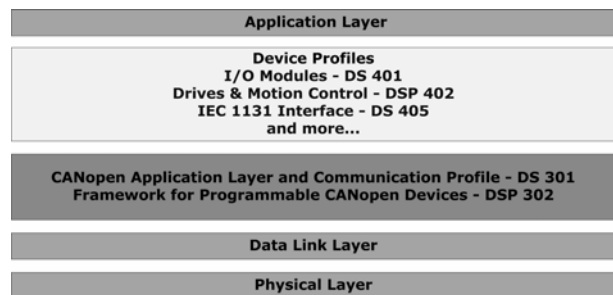 Application Layer
Device Profiles
I/O Modules - DS 401
Drives & Motion Control - DSP 402
IEC 1131 Interface - DS 405
and more...
CANopen Application Layer and Communication Profile - DS 301
Framework for Programmable CANopen Devices - DSP 302
Data Link Layer
Physical Layer